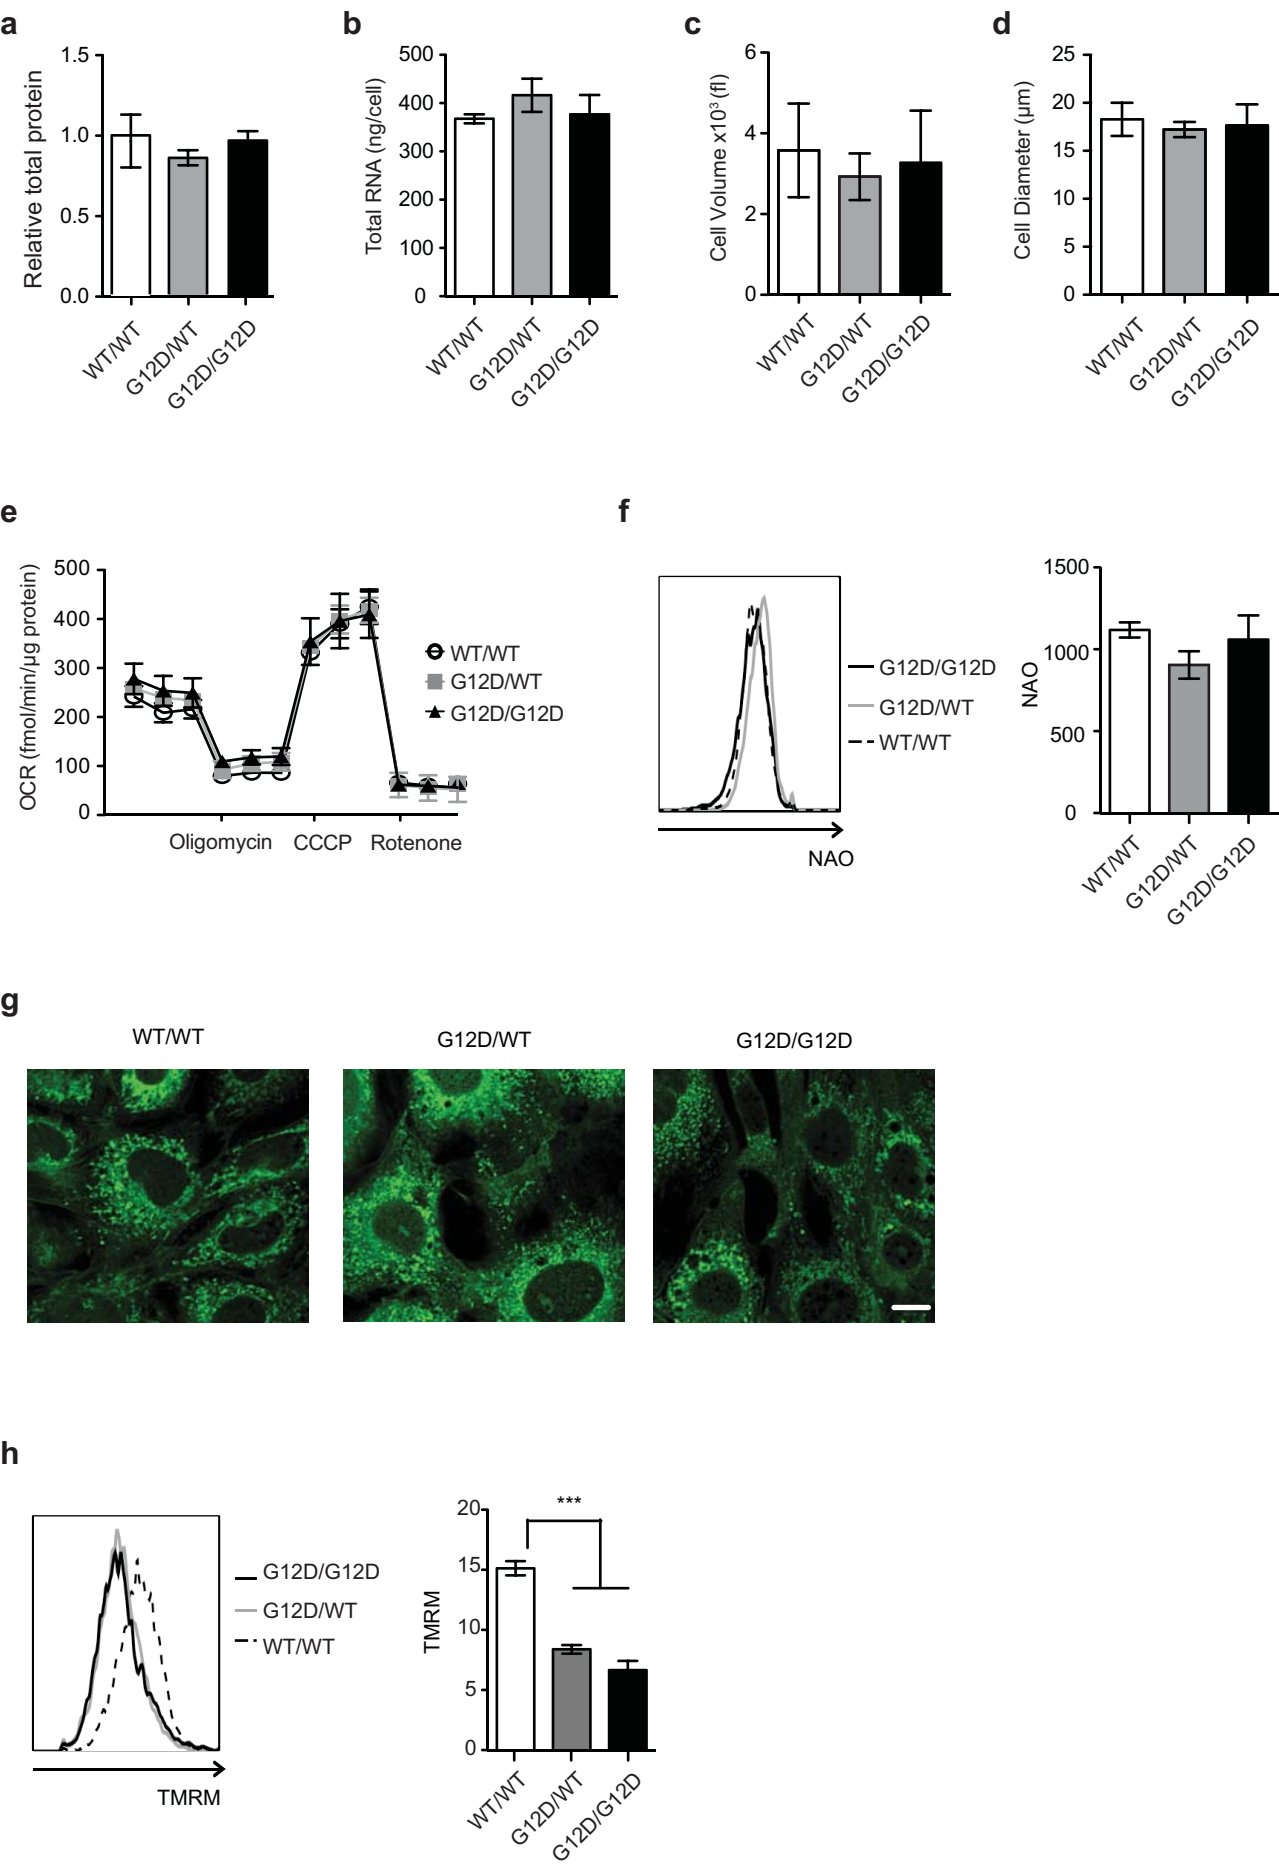 a
Relative total protein
1.5
1.0
0.5
0.0
WT/WT
G12D/WT
G12D/G12D
b
Total RNA (ng/cell)
500
400
300
200
100
0
WT/WT
G12D/WT
G12D/G12D
c
Cell Volume x10³ (fl)
6
4
2
0
WT/WT
G12D/WT
G12D/G12D
d
Cell Diameter (µm)
25
20
15
10
5
0
WT/WT
G12D/WT
G12D/G12D
e
OCR (fmol/min/µg protein)
500
400
300
200
100
0
Oligomycin CCCP Rotenone
WT/WT
G12D/WT
G12D/G12D
f
NAO
G12D/G12D
G12D/WT
WT/WT
NAO
1500
1000
500
0
WT/WT
G12D/WT
G12D/G12D
g
WT/WT
G12D/WT
G12D/G12D
h
TMRM
G12D/G12D
G12D/WT
WT/WT
TMRM
20
15
10
5
0
***
WT/WT
G12D/WT
G12D/G12D